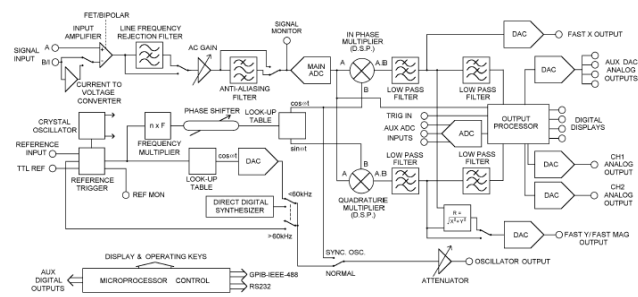 FET/BIPOLAR
INPUT AMPLIFIER
LINE FREQUENCY REJECTION FILTER
SIGNAL INPUT
A
B/I
CURRENT TO VOLTAGE CONVERTER
AC GAIN
ANTI-ALIASING FILTER
SIGNAL MONITOR
MAIN ADC
IN PHASE MULTIPLIER (D.S.P.)
A
A.B
B
LOW PASS FILTER
LOW PASS FILTER
DAC
FAST X OUTPUT
DAC
AUX DAC ANALOG OUTPUTS
CRYSTAL OSCILLATOR
REFERENCE INPUT
TTL REF
REFERENCE TRIGGER
REF MON
n x F
FREQUENCY MULTIPLIER
PHASE SHIFTER
LOOK-UP TABLE
cosωt
sinωt
cosωt
LOOK-UP TABLE
DAC
<60kHz
DIRECT DIGITAL SYNTHESIZER
>60kHz
TRIG IN
AUX ADC INPUTS
ADC
OUTPUT PROCESSOR
DIGITAL DISPLAYS
A
B
A.B
QUADRATURE MULTIPLIER (D.S.P.)
LOW PASS FILTER
LOW PASS FILTER
DAC
CH1 ANALOG OUTPUT
DAC
CH2 ANALOG OUTPUT
R = √X²+Y²
DAC
FAST Y/FAST MAG OUTPUT
SYNC. OSC.
NORMAL
ATTENUATOR
OSCILLATOR OUTPUT
DISPLAY & OPERATING KEYS
AUX DIGITAL OUTPUTS
MICROPROCESSOR CONTROL
GPIB-IEEE-488
RS232